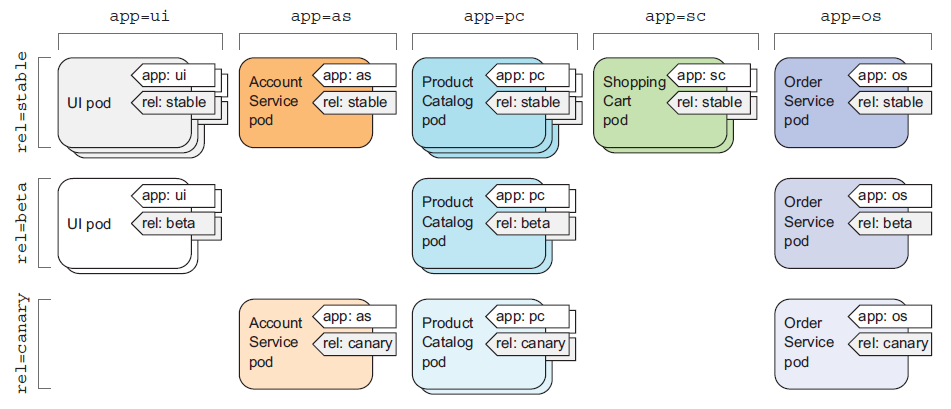 app=ui
app=as
app=pc
app=sc
app=os
rel=stable
UI pod
app: ui
rel: stable
Account
Service
pod
app: as
rel: stable
Product
Catalog
pod
app: pc
rel: stable
Shopping
Cart
pod
app: sc
rel: stable
Order
Service
pod
app: os
rel: stable
rel=beta
UI pod
app: ui
rel: beta
Product
Catalog
pod
app: pc
rel: beta
Order
Service
pod
app: os
rel: beta
rel=canary
Account
Service
pod
app: as
rel: canary
Product
Catalog
pod
app: pc
rel: canary
Order
Service
pod
app: os
rel: canary